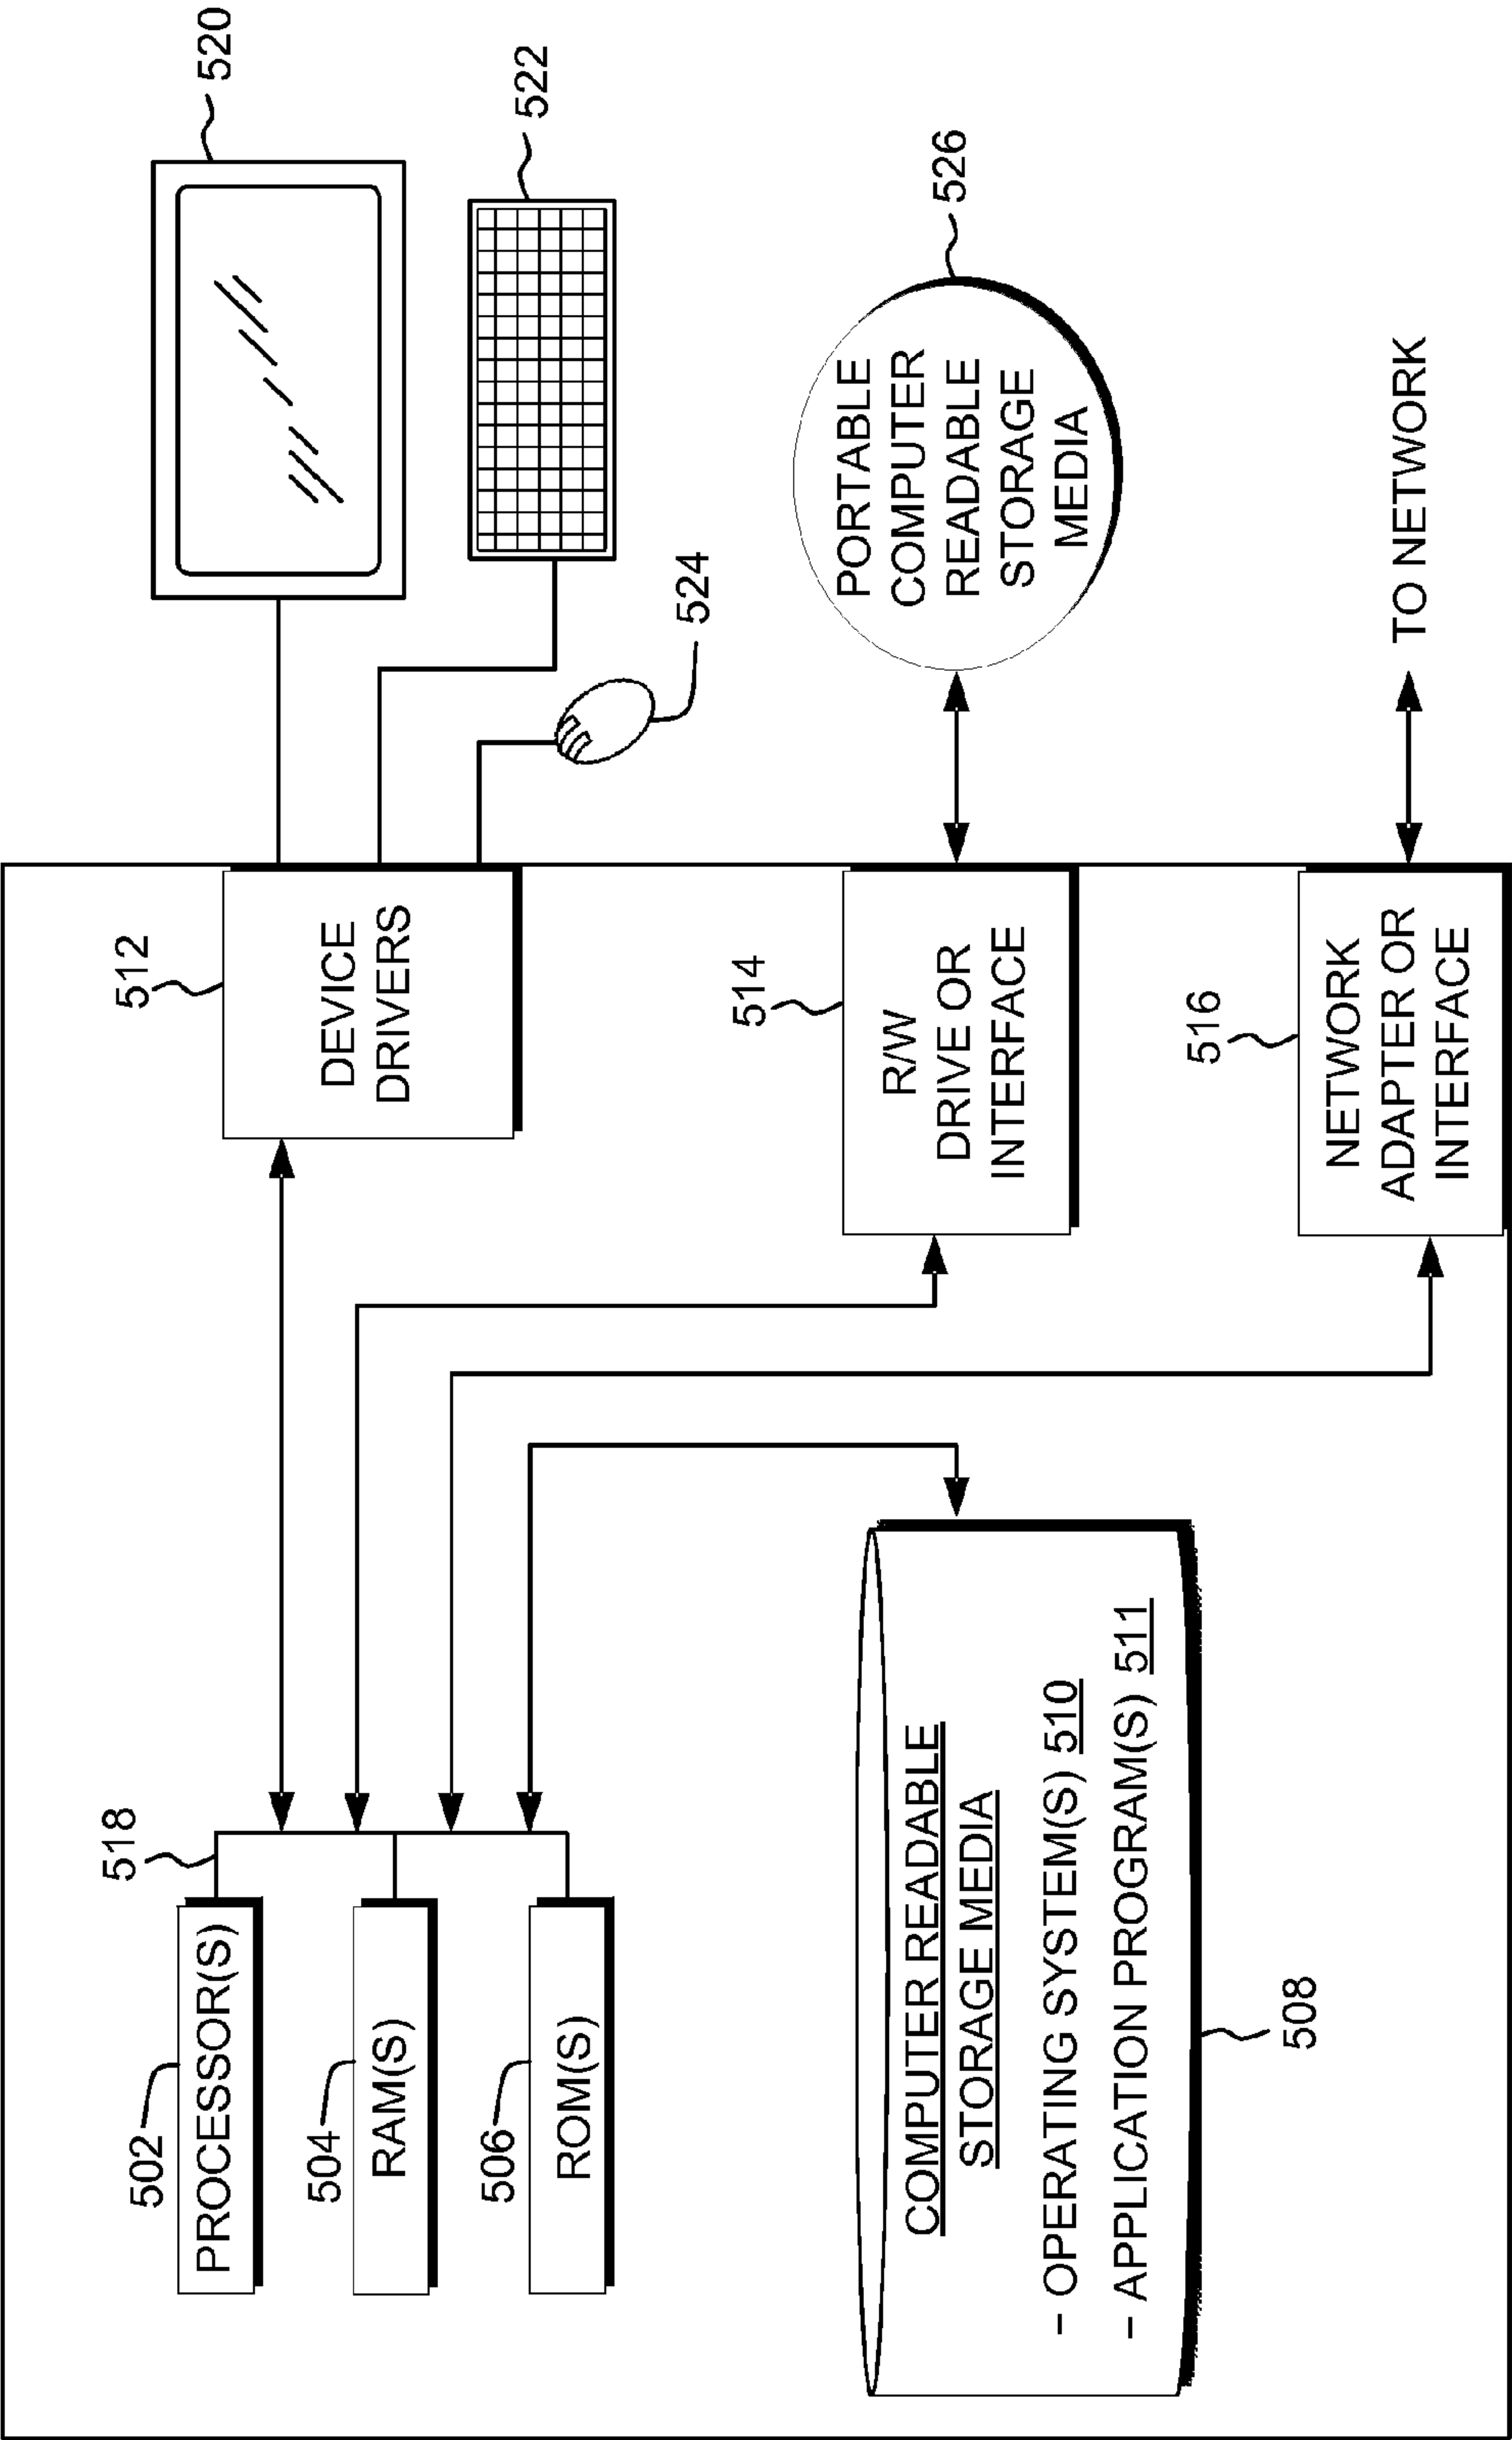 518
502
PROCESSOR(S)
504
RAM(S)
506
ROM(S)
COMPUTER READABLE
STORAGE MEDIA
- OPERATING SYSTEM(S) 510
- APPLICATION PROGRAM(S) 511
508
512
DEVICE
DRIVERS
514
R/W
DRIVE OR
INTERFACE
516
NETWORK
ADAPTER OR
INTERFACE
520
522
524
526
PORTABLE
COMPUTER
READABLE
STORAGE
MEDIA
TO NETWORK